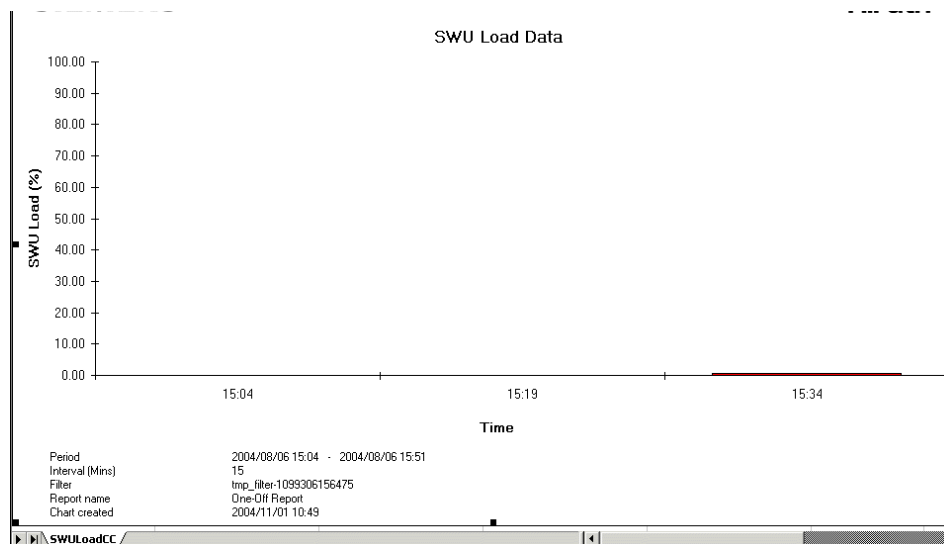 SWU Load Data
100.00
90.00
80.00
70.00
60.00
50.00
40.00
30.00
20.00
10.00
0.00
SWU Load (%)
15:04 15:19 15:34
Time
Period 2004/08/06 15:04 - 2004/08/06 15:51
Interval (Mins) 15
Filter tmp_filter-1099306156475
Report name One-Off Report
Chart created 2004/11/01 10:49
SWULoadCC